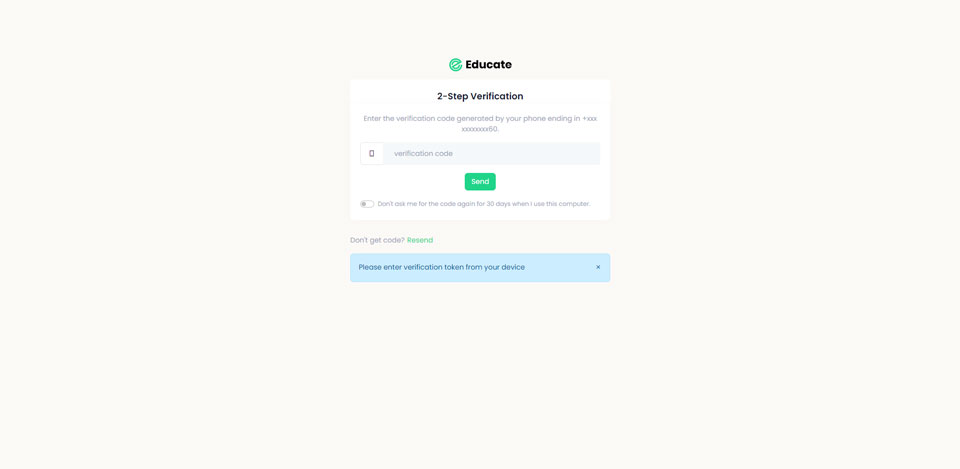 Educate
2-Step Verification
Enter the verification code generated by your phone ending in +xxx
xxxxxxxx60.
verification code
Send
Don't ask me for the code again for 30 days when I use this computer.
Don't get code? Resend
Please enter verification token from your device ×